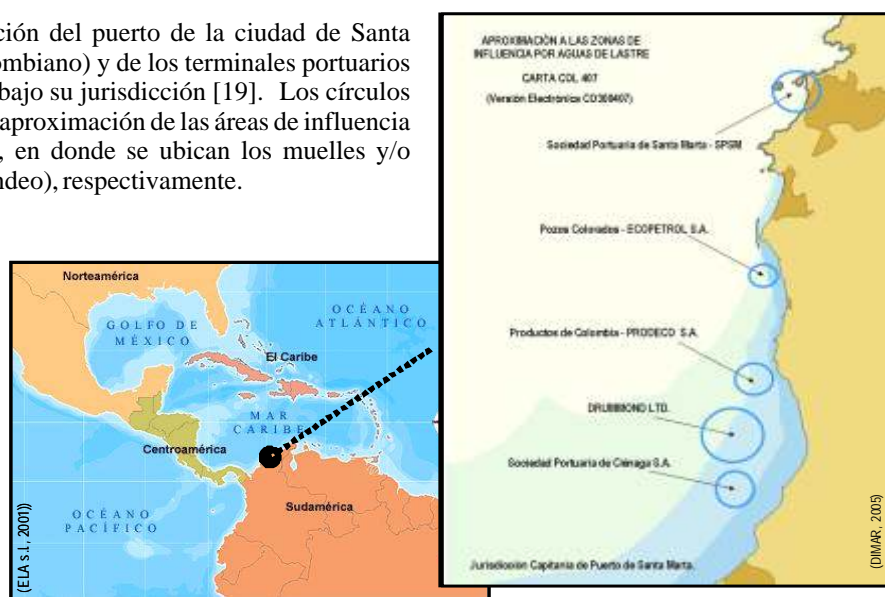 ción del puerto de la ciudad de Santa
ombiano) y de los terminales portuarios
bajo su jurisdicción [19]. Los círculos
aproximación de las áreas de influencia
, en donde se ubican los muelles y/o
ndeo), respectivamente.
APROXIMACIÓN A LAS ZONAS DE
INFLUENCIA POR AGUAS DE LASTRE
CARTA COL 407
(Versión Electrónica CO300407)
Sociedad Portuaria de Santa Marta - SPSM
Pozos Colorados - ECOPETROL S.A.
Productos de Colombia - PRODECO S.A.
DRUMMOND LTD.
Sociedad Portuaria de Ciénaga S.A.
Jurisdicción Capitanía de Puerto de Santa Marta.
(DIMAR, 2005)
Norteamérica
GOLFO DE
MÉXICO
OCÉANO
ATLÁNTICO
El Caribe
MAR
CARIBE
Centroamérica
Sudamérica
OCÉANO
PACÍFICO
(ELA s.l., 2001))